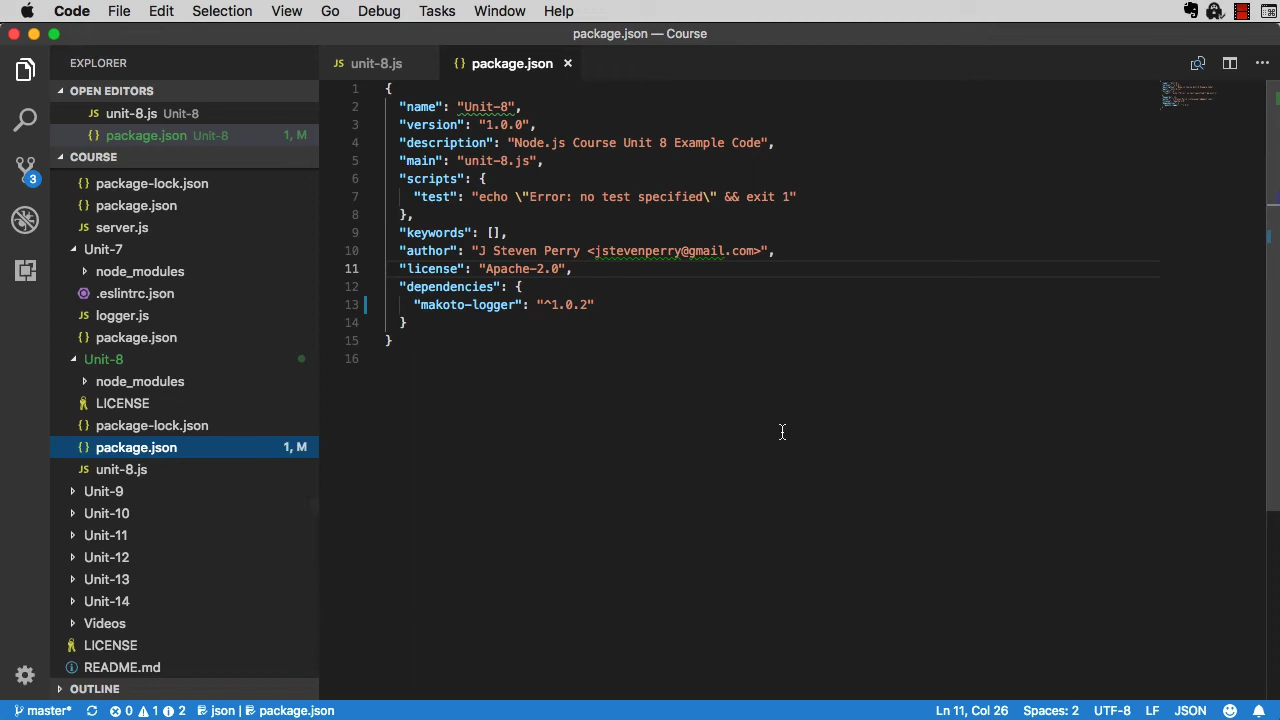 Code File Edit Selection View Go Debug Tasks Window Help
package.json — Course
EXPLORER
OPEN EDITORS
JS unit-8.js Unit-8
{} package.json Unit-8 1, M
COURSE
{} package-lock.json
{} package.json
JS server.js
Unit-7
node_modules
.eslintrc.json
JS logger.js
{} package.json
Unit-8
node_modules
LICENSE
{} package-lock.json
{} package.json 1, M
JS unit-8.js
Unit-9
Unit-10
Unit-11
Unit-12
Unit-13
Unit-14
Videos
LICENSE
README.md
OUTLINE
3
JS unit-8.js {} package.json ×
1 {
2 "name": "Unit-8",
3 "version": "1.0.0",
4 "description": "Node.js Course Unit 8 Example Code",
5 "main": "unit-8.js",
6 "scripts": {
7 "test": "echo \"Error: no test specified\" && exit 1"
8 },
9 "keywords": [],
10 "author": "J Steven Perry <jstevenperry@gmail.com>",
11 "license": "Apache-2.0",
12 "dependencies": {
13 "makoto-logger": "^1.0.2"
14 }
15 }
16
master* 0 1 2 json | package.json Ln 11, Col 26 Spaces: 2 UTF-8 LF JSON